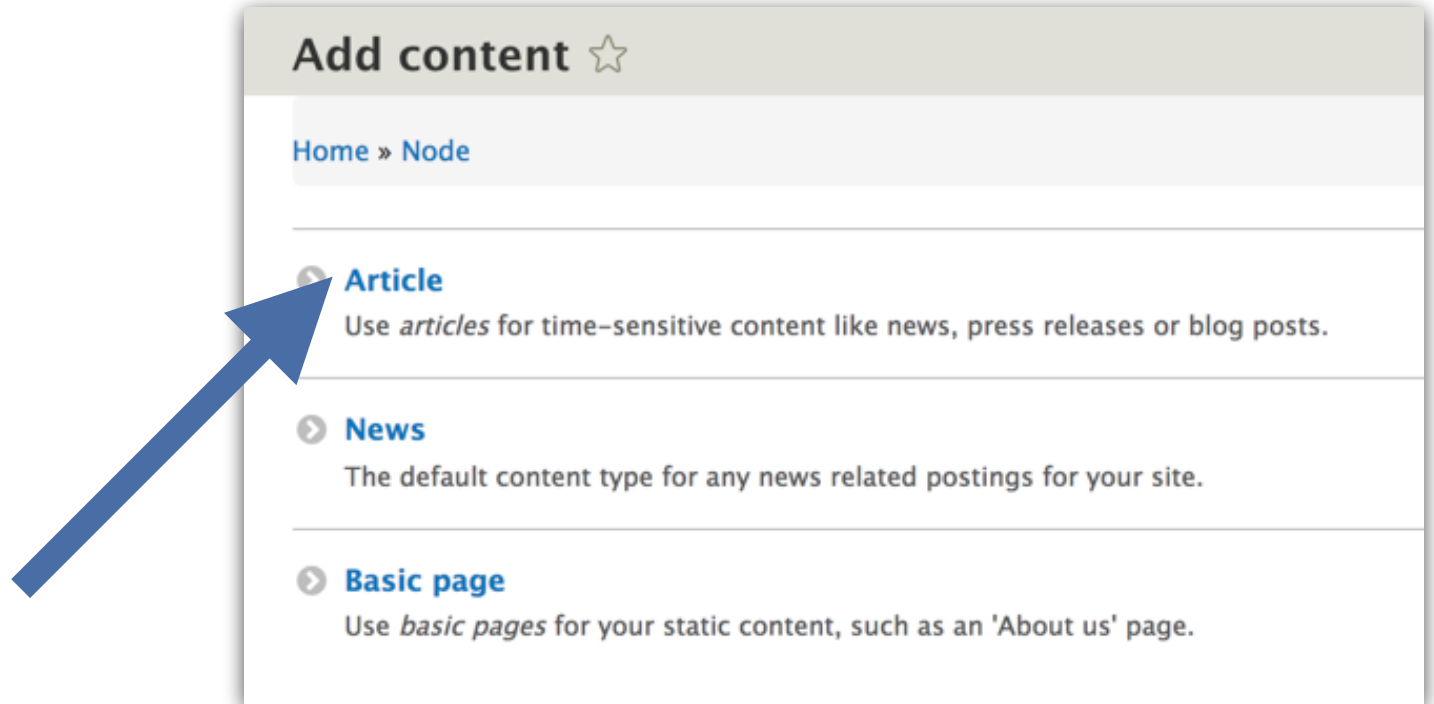 Add content
Home » Node
Article
Use articles for time-sensitive content like news, press releases or blog posts.
News
The default content type for any news related postings for your site.
Basic page
Use basic pages for your static content, such as an 'About us' page.